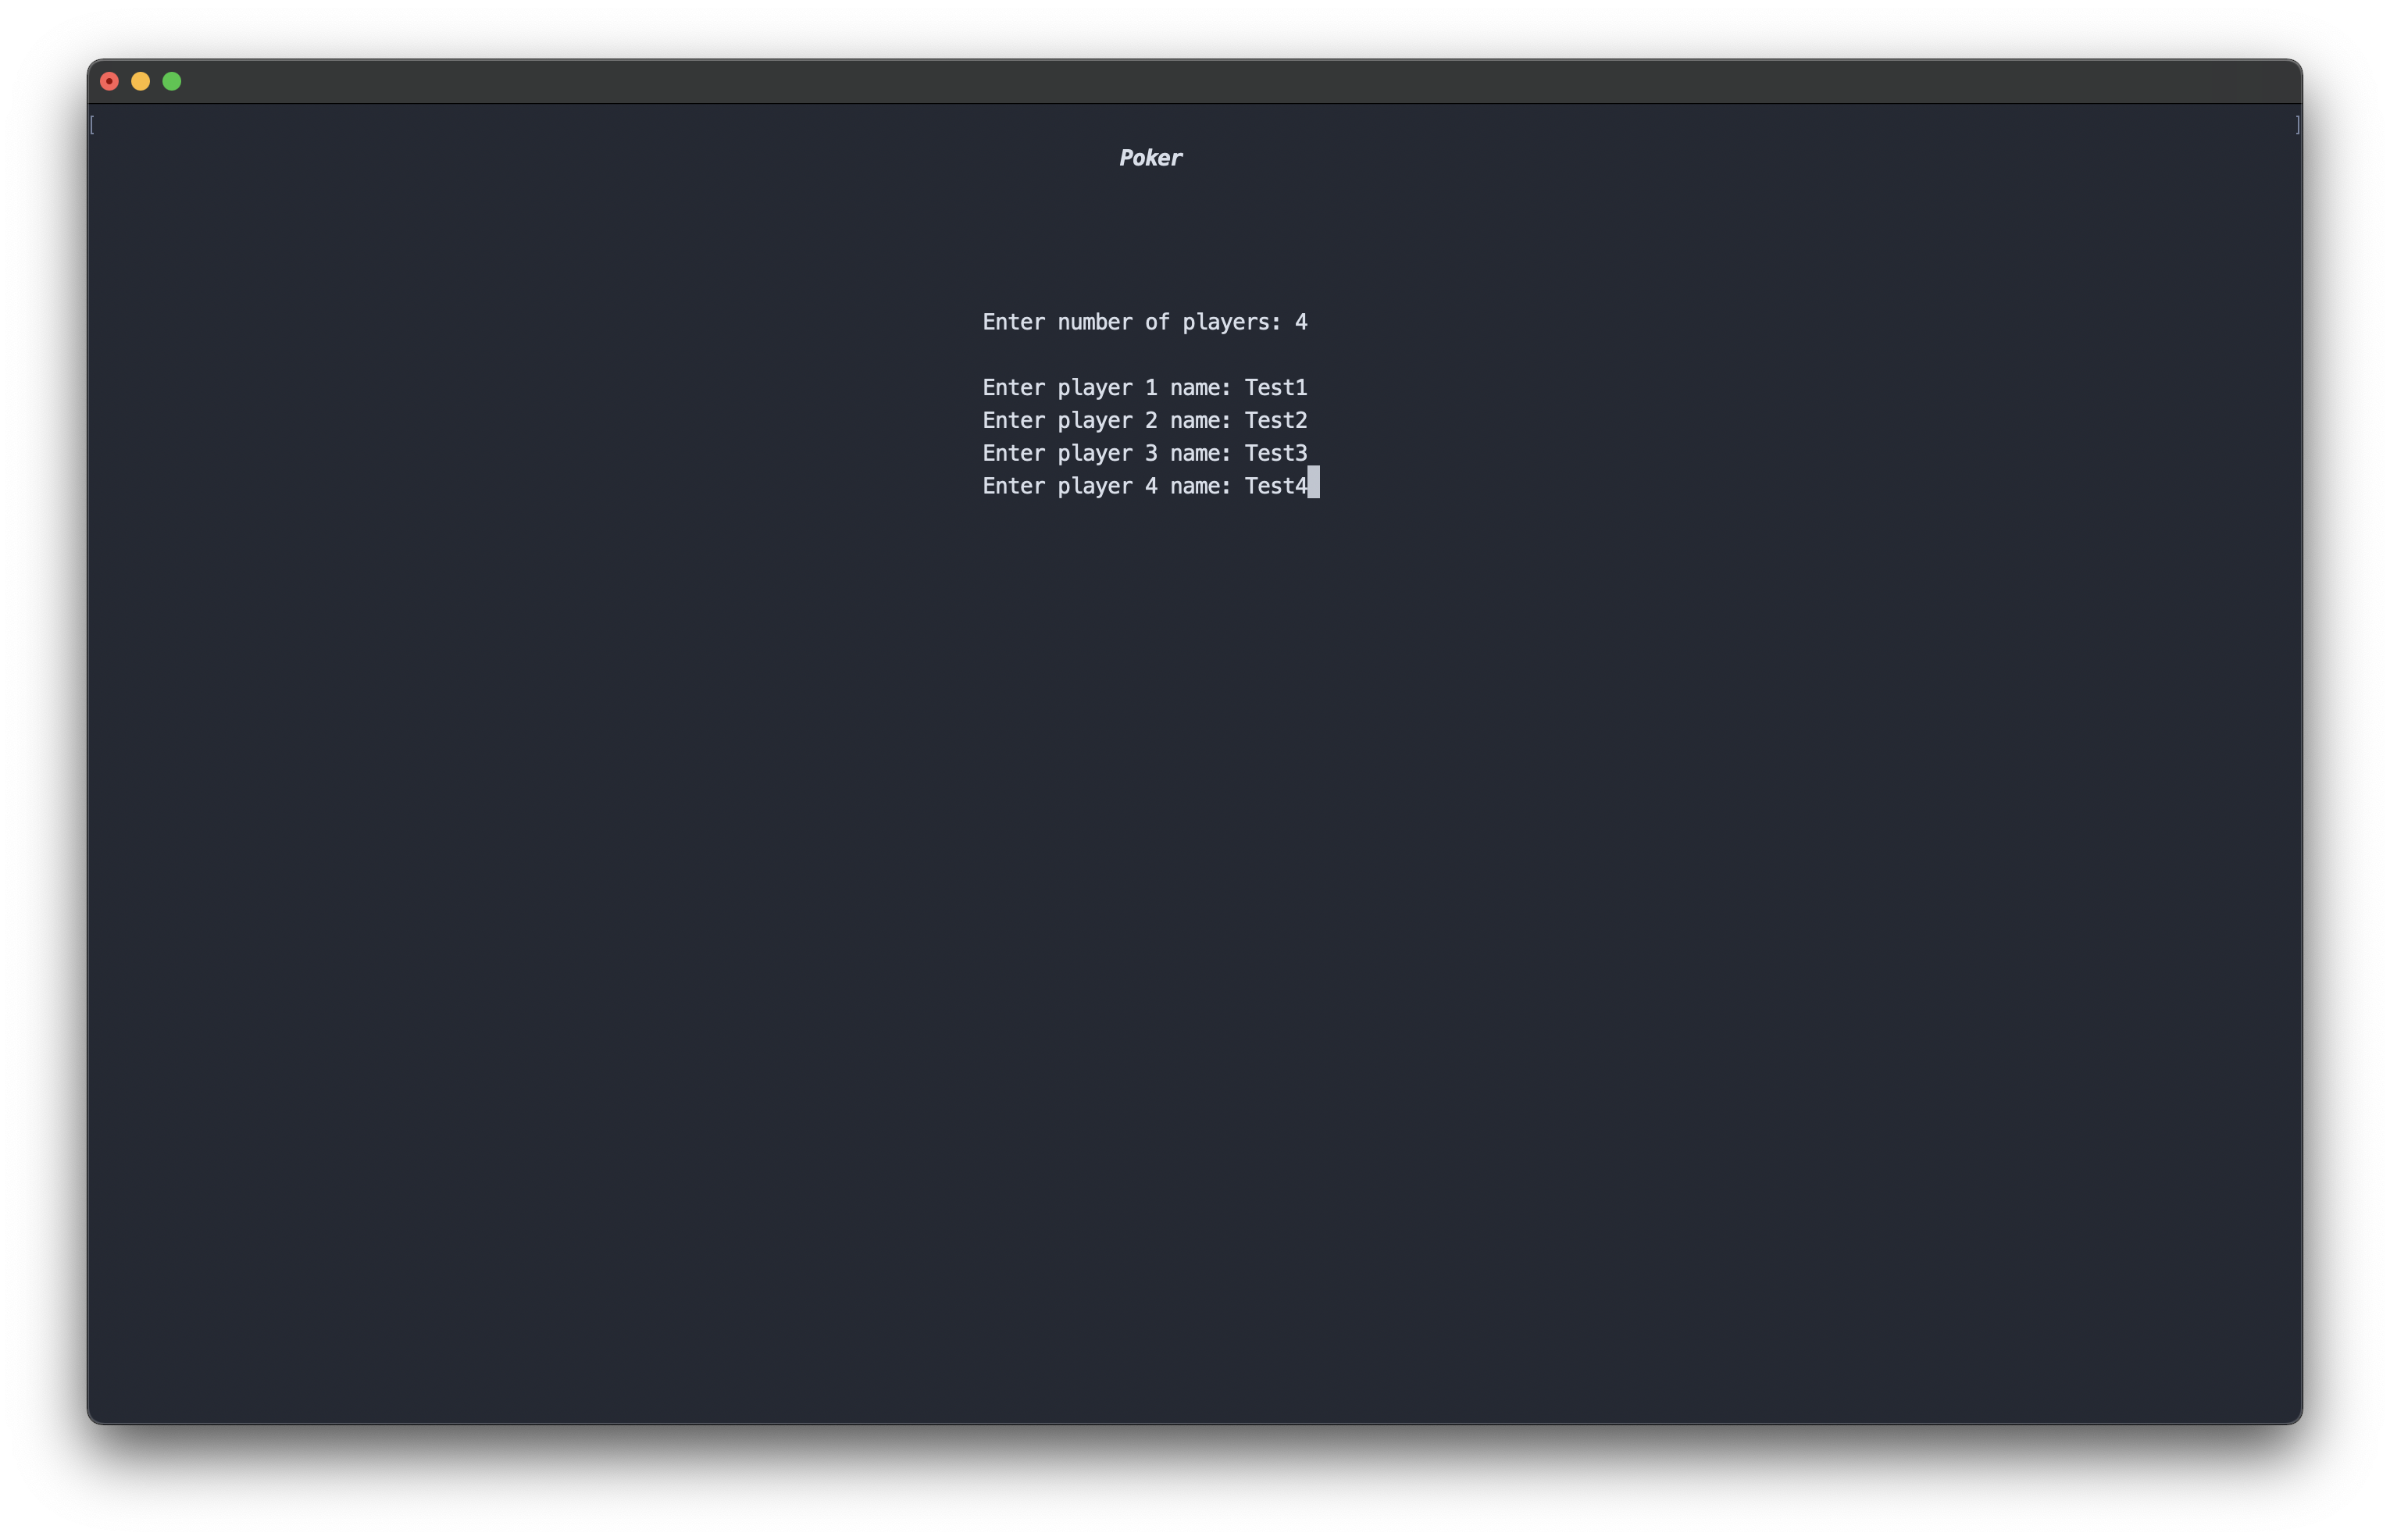 [ ]
Poker
Enter number of players: 4
Enter player 1 name: Test1
Enter player 2 name: Test2
Enter player 3 name: Test3
Enter player 4 name: Test4